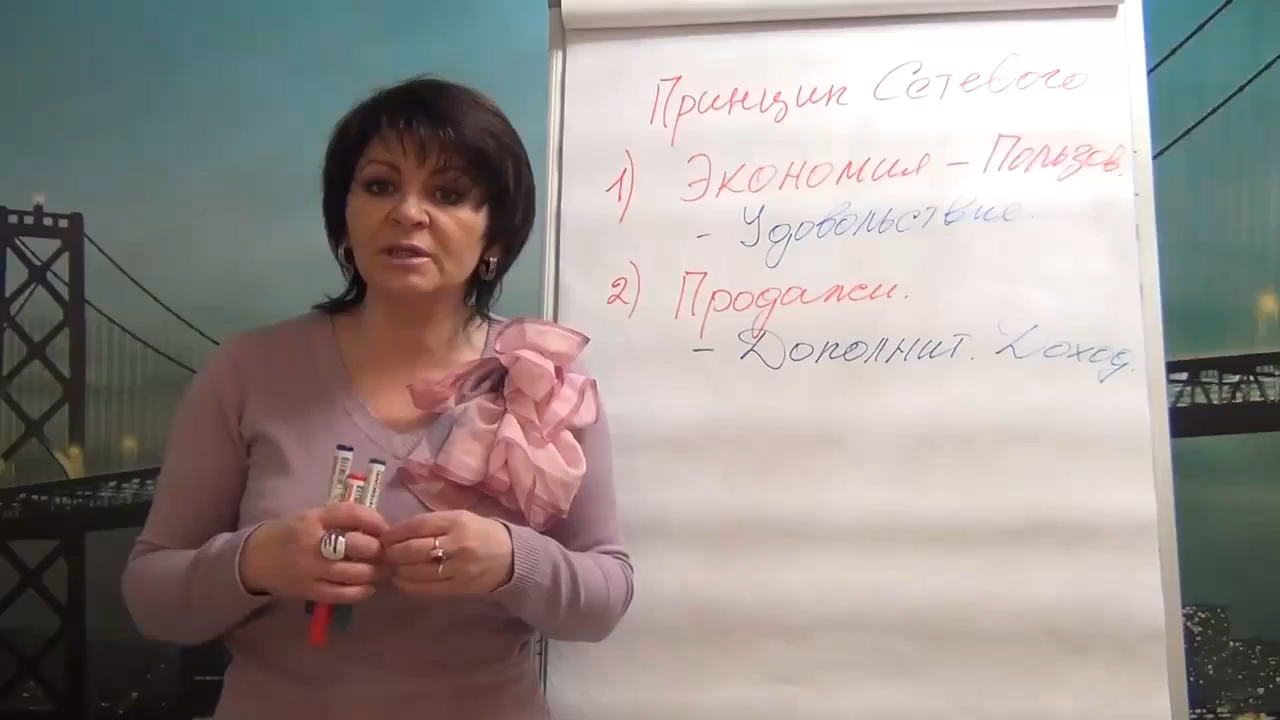 Принцип Сетевого
1) Экономия - Пользов.
- Удовольствие.
2) Продажи.
- Дополнит. Доход.